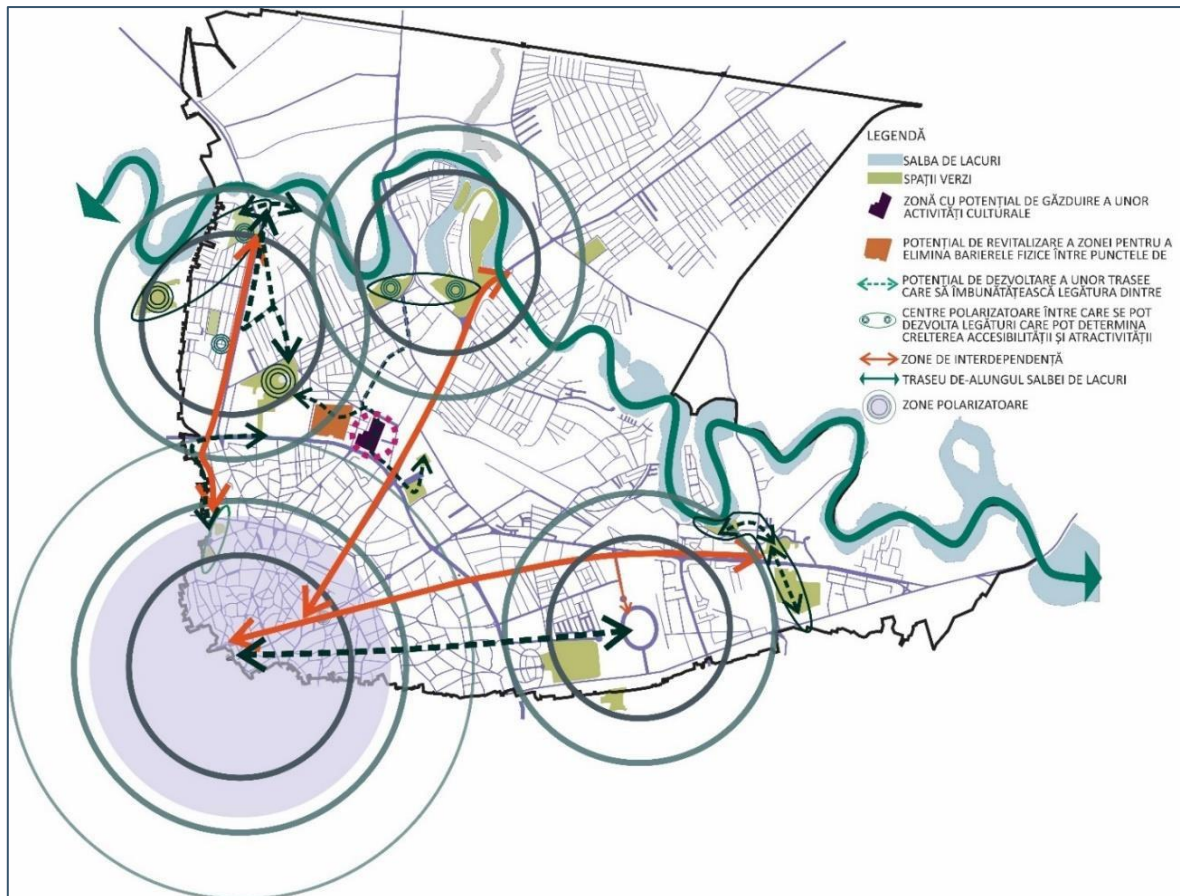 LEGENDĂ
SALBA DE LACURI
SPAȚII VERZI
ZONĂ CU POTENȚIAL DE GĂZDUIRE A UNOR
ACTIVITĂȚI CULTURALE
POTENȚIAL DE REVITALIZARE A ZONEI PENTRU A
ELIMINA BARIERELE FIZICE ÎNTRE PUNCTELE DE
POTENȚIAL DE DEZVOLTARE A UNOR TRASEE
CARE SĂ ÎMBUNĂTĂȚEASCĂ LEGĂTURA DINTRE
CENTRE POLARIZATOARE ÎNTRE CARE SE POT
DEZVOLTA LEGĂTURI CARE POT DETERMINA
CRELTEREA ACCESIBILITĂȚII ȘI ATRACTIVITĂȚII
ZONE DE INTERDEPENDENȚĂ
TRASEU DE-ALUNGUL SALBEI DE LACURI
ZONE POLARIZATOARE